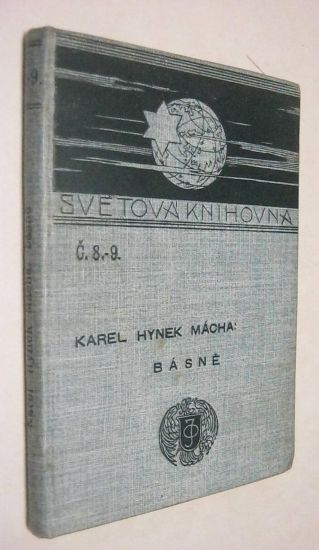 SVĚTOVÁ KNIHOVNA
Č. 8.-9.
KAREL HYNEK MÁCHA:
BÁSNĚ